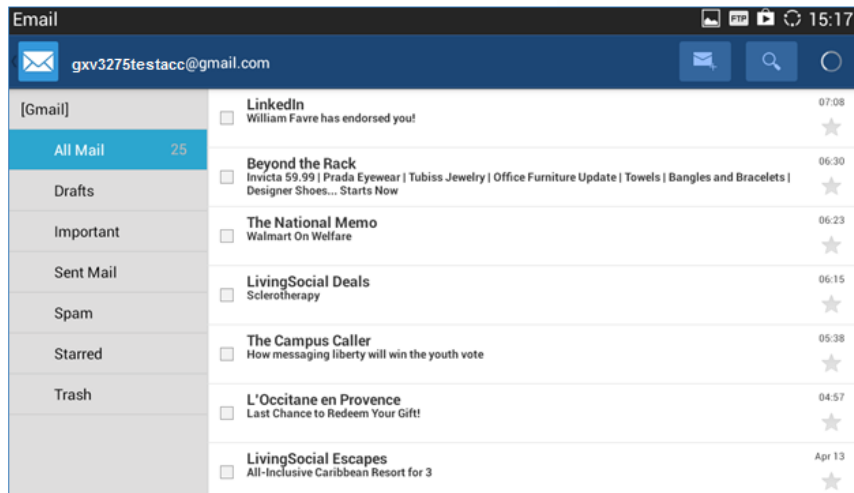 Email
FTP
15:17
gxv3275testacc@gmail.com
[Gmail]
All Mail 25
Drafts
Important
Sent Mail
Spam
Starred
Trash
LinkedIn 07:08
William Favre has endorsed you!
Beyond the Rack 06:30
Invicta 59.99 | Prada Eyewear | Tubiss Jewelry | Office Furniture Update | Towels | Bangles and Bracelets |
Designer Shoes... Starts Now
The National Memo 06:23
Walmart On Welfare
LivingSocial Deals 06:15
Sclerotherapy
The Campus Caller 05:38
How messaging liberty will win the youth vote
L'Occitane en Provence 04:57
Last Chance to Redeem Your Gift!
LivingSocial Escapes Apr 13
All-Inclusive Caribbean Resort for 3